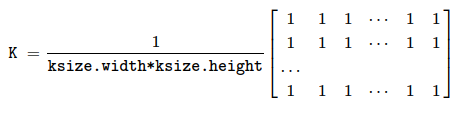 K = 1 / ksize.width*ksize.height [
1 1 1 ··· 1 1
1 1 1 ··· 1 1
...
1 1 1 ··· 1 1 ]